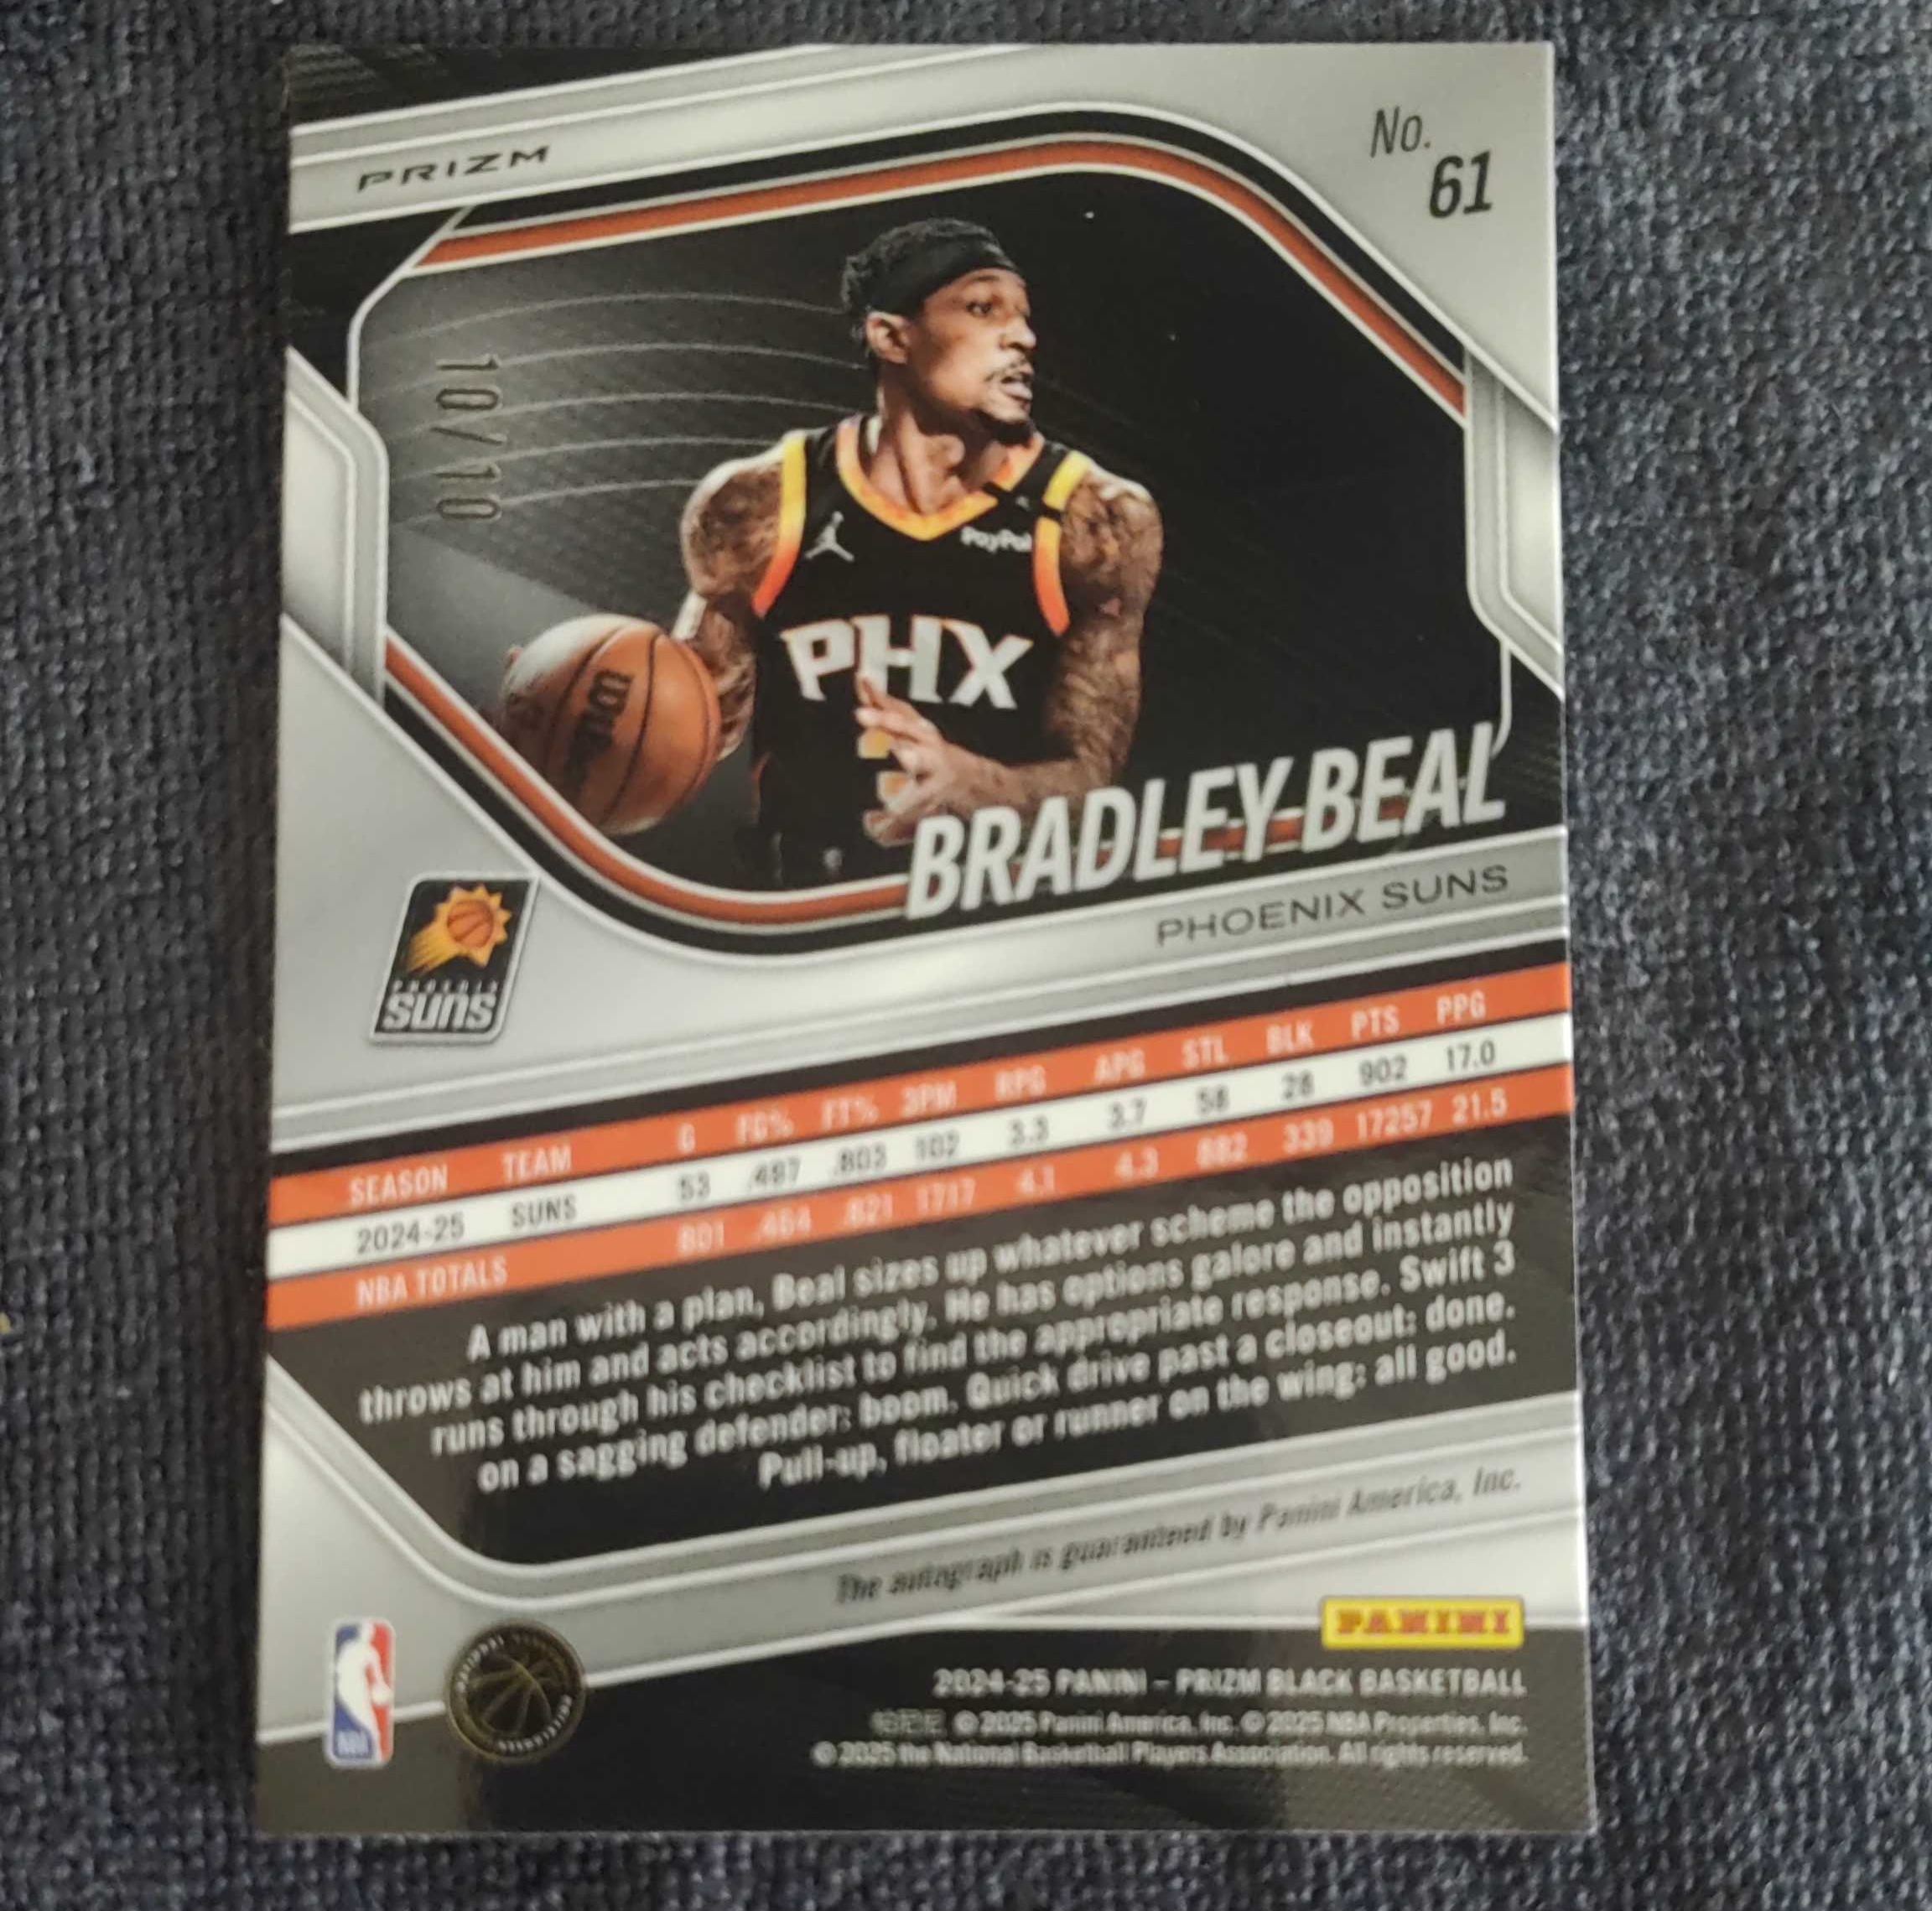 PRIZM
No.
61
10/10
PayPal
PHX
BRADLEY BEAL
PHOENIX SUNS
PHOENIX
SUNS
SEASON TEAM G FG% FT% 3PM RPG APG STL BLK PTS PPG
2024-25 SUNS 53 .497 .803 102 3.3 3.7 58 28 902 17.0
NBA TOTALS 801 .464 .821 1717 4.1 4.3 882 339 17257 21.5
A man with a plan, Beal sizes up whatever scheme the opposition
throws at him and acts accordingly. He has options galore and instantly
runs through his checklist to find the appropriate response. Swift 3
on a sagging defender: boom. Quick drive past a closeout: done.
Pull-up, floater or runner on the wing: all good.
The autograph is guaranteed by Panini America, Inc.
PANINI
2024-25 PANINI – PRIZM BLACK BASKETBALL
© 2025 Panini America, Inc. © 2025 NBA Properties, Inc.
© 2025 the National Basketball Players Association. All rights reserved.
NBA